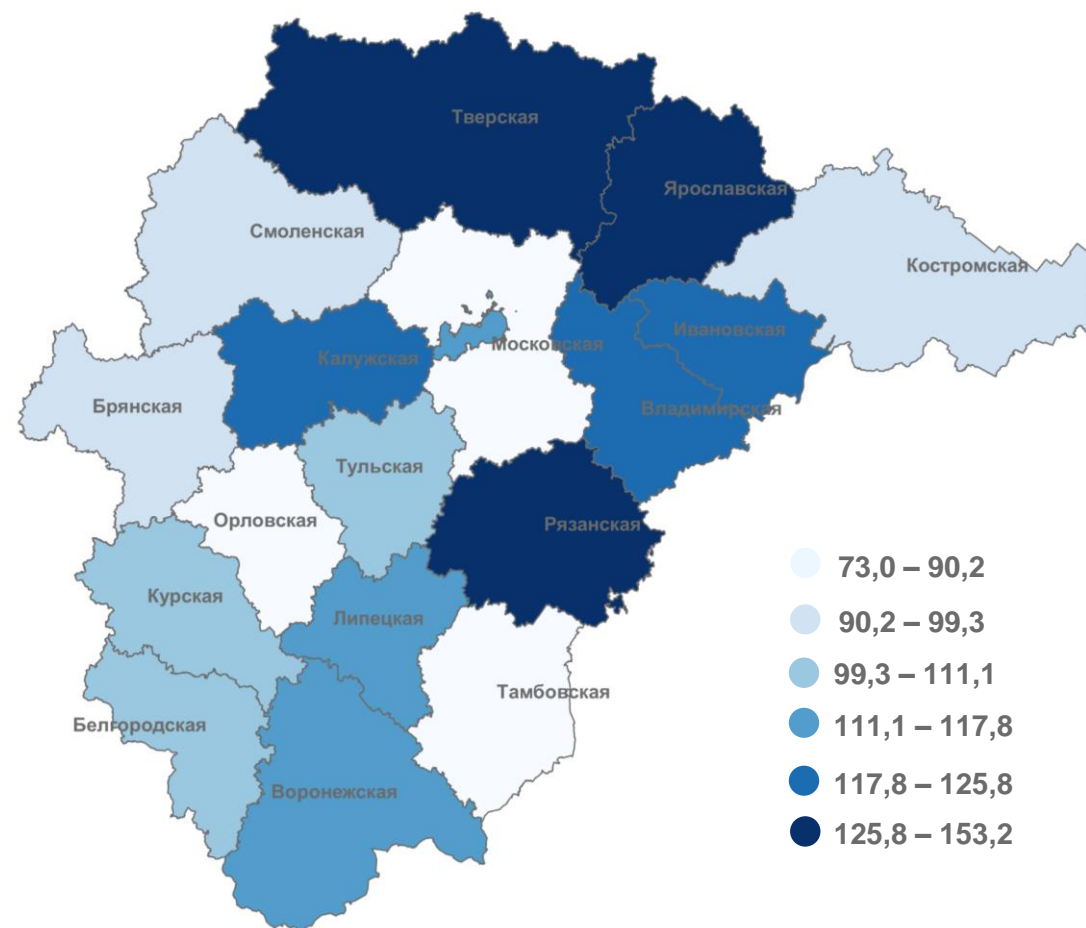 Тверская
Ярославская
Смоленская
Костромская
Ивановская
Московская
Калужская
Брянская
Владимирская
Тульская
Орловская
Рязанская
Курская
Липецкая
Тамбовская
Белгородская
Воронежская
73,0 – 90,2
90,2 – 99,3
99,3 – 111,1
111,1 – 117,8
117,8 – 125,8
125,8 – 153,2